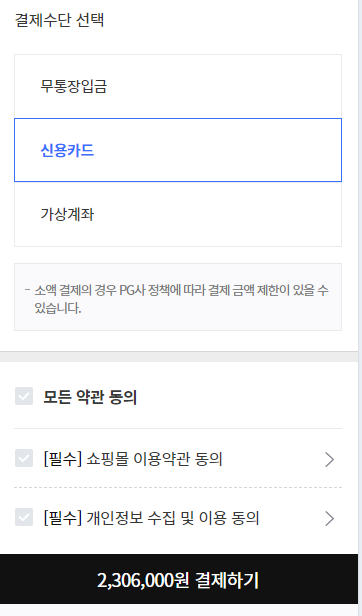 결제수단 선택
무통장입금
신용카드
가상계좌
- 소액 결제의 경우 PG사 정책에 따라 결제 금액 제한이 있을 수
있습니다.
모든 약관 동의
[필수] 쇼핑몰 이용약관 동의
[필수] 개인정보 수집 및 이용 동의
2,306,000원 결제하기